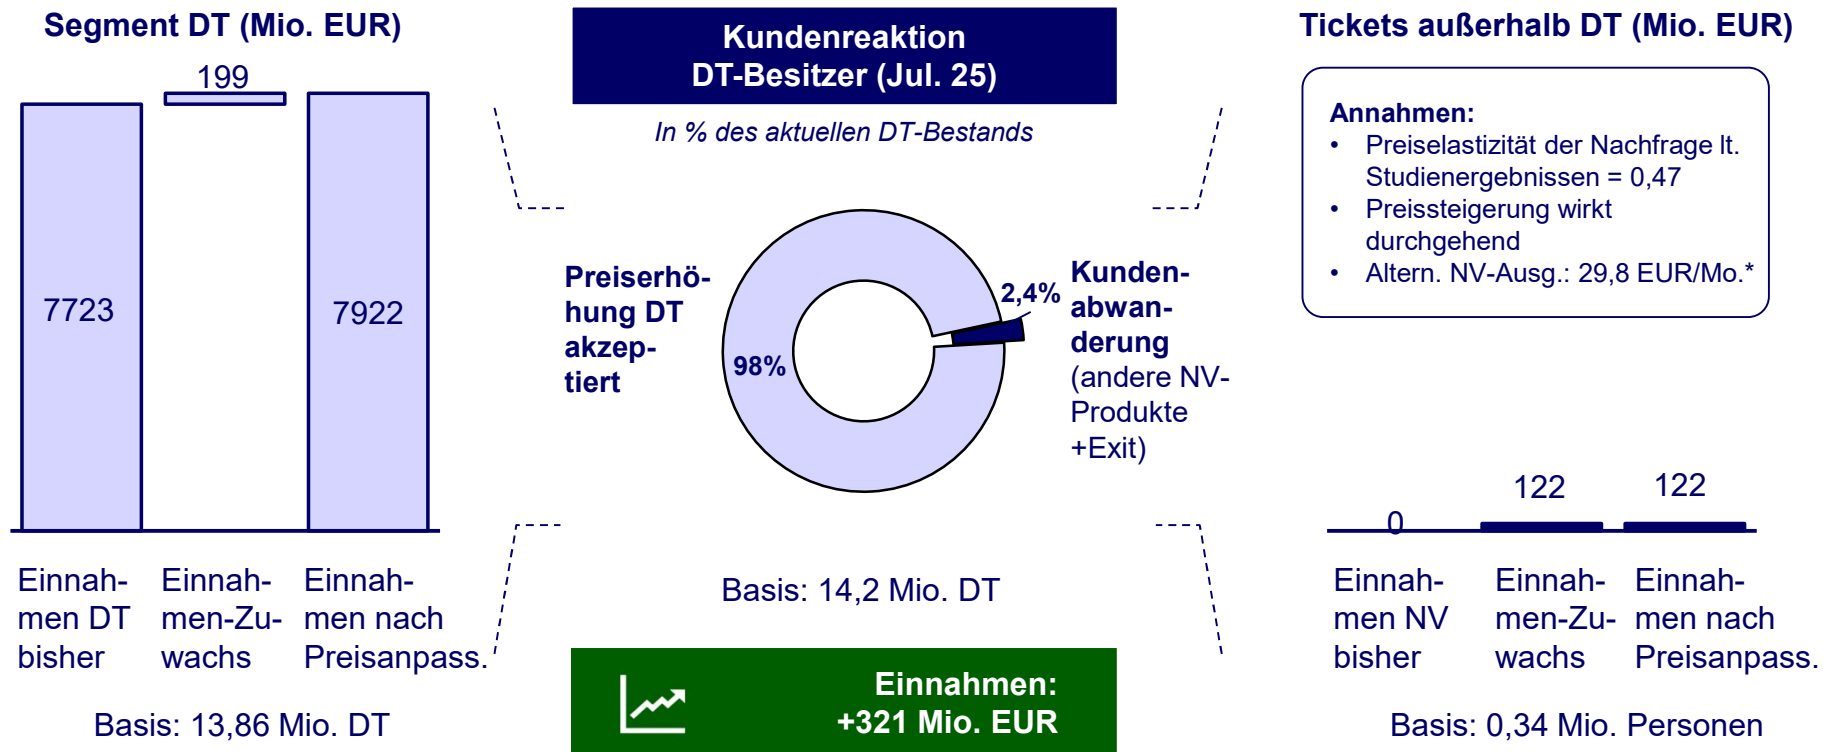 Segment DT (Mio. EUR)
199
7723
7922
Einnah-
men DT
bisher
Einnah-
men-Zu-
wachs
Einnah-
men nach
Preisanpass.
Basis: 13,86 Mio. DT
Kundenreaktion
DT-Besitzer (Jul. 25)
In % des aktuellen DT-Bestands
Preiserhö-
hung DT
akzep-
tiert
98%
2,4%
Kunden-
abwan-
derung
(andere NV-
Produkte
+Exit)
Basis: 14,2 Mio. DT
Einnahmen:
+321 Mio. EUR
Tickets außerhalb DT (Mio. EUR)
Annahmen:
• Preiselastizität der Nachfrage lt.
Studienergebnissen = 0,47
• Preissteigerung wirkt
durchgehend
• Altern. NV-Ausg.: 29,8 EUR/Mo.*
0
122
122
Einnah-
men NV
bisher
Einnah-
men-Zu-
wachs
Einnah-
men nach
Preisanpass.
Basis: 0,34 Mio. Personen